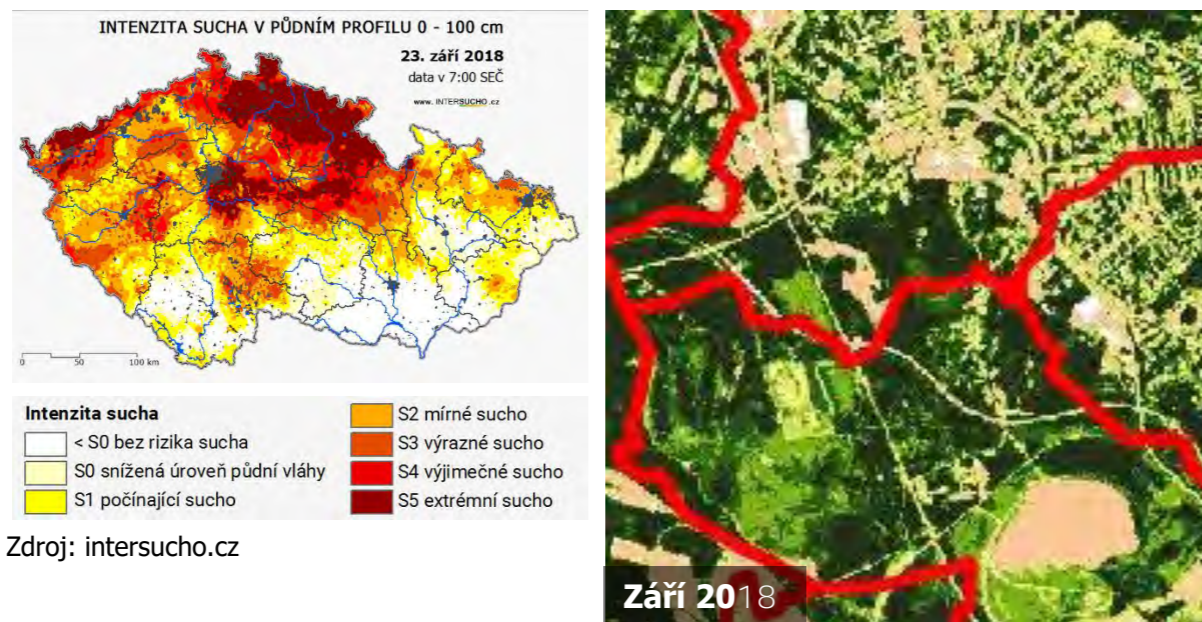 INTENZITA SUCHA V PŮDNÍM PROFILU 0 - 100 cm
23. září 2018
data v 7:00 SEČ
www. INTERSUCHO .cz
0 50 100 km
Intenzita sucha
< S0 bez rizika sucha
S0 snížená úroveň půdní vláhy
S1 počínající sucho
S2 mírné sucho
S3 výrazné sucho
S4 výjimečné sucho
S5 extrémní sucho
Zdroj: intersucho.cz
Září 2018